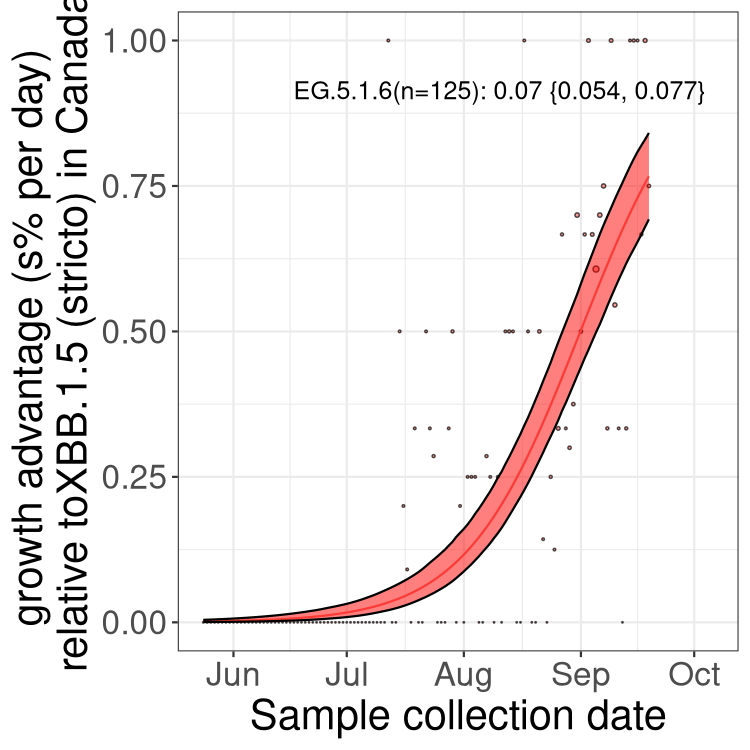 growth advantage (s% per day)
relative toXBB.1.5 (stricto) in Canada
1.00
0.75
0.50
0.25
0.00
EG.5.1.6(n=125): 0.07 {0.054, 0.077}
Jun Jul Aug Sep Oct
Sample collection date